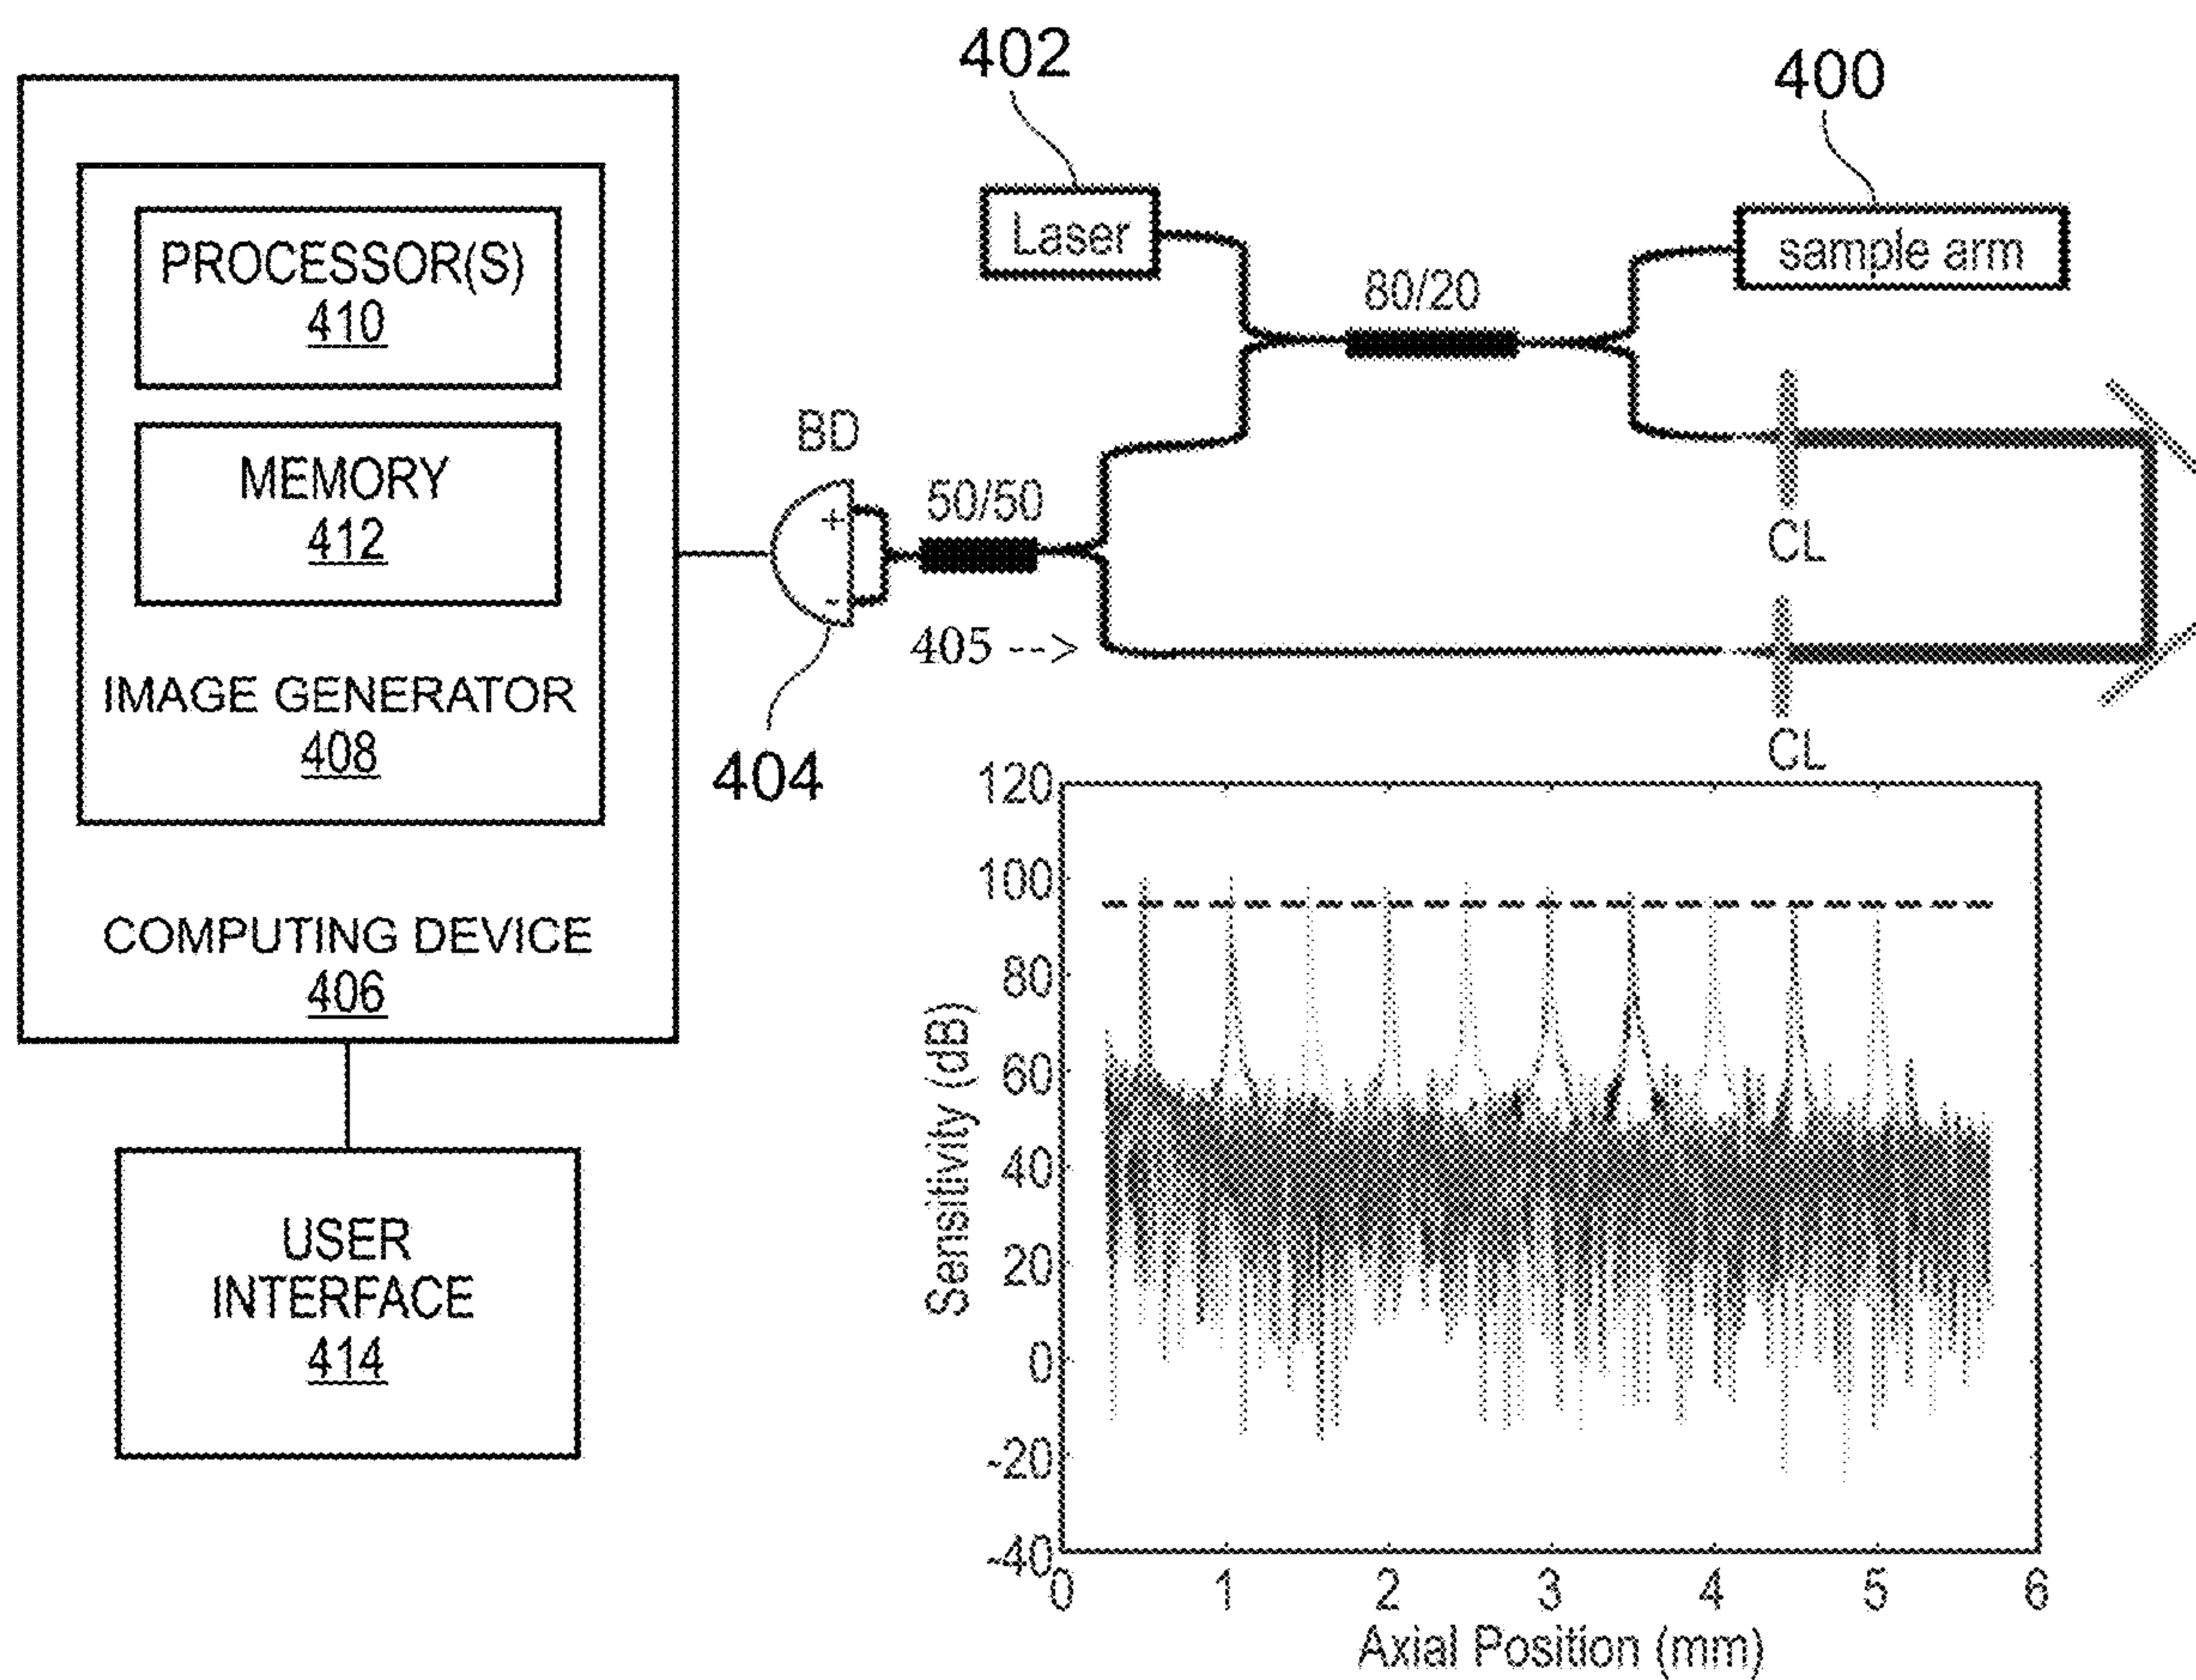 402
400
PROCESSOR(S)
410
MEMORY
412
IMAGE GENERATOR
408
COMPUTING DEVICE
406
USER
INTERFACE
414
Laser
sample arm
80/20
BD
50/50
+
-
405 -->
404
CL
CL
120
100
80
60
40
20
0
-20
-40
Sensitivity (dB)
0 1 2 3 4 5 6
Axial Position (mm)